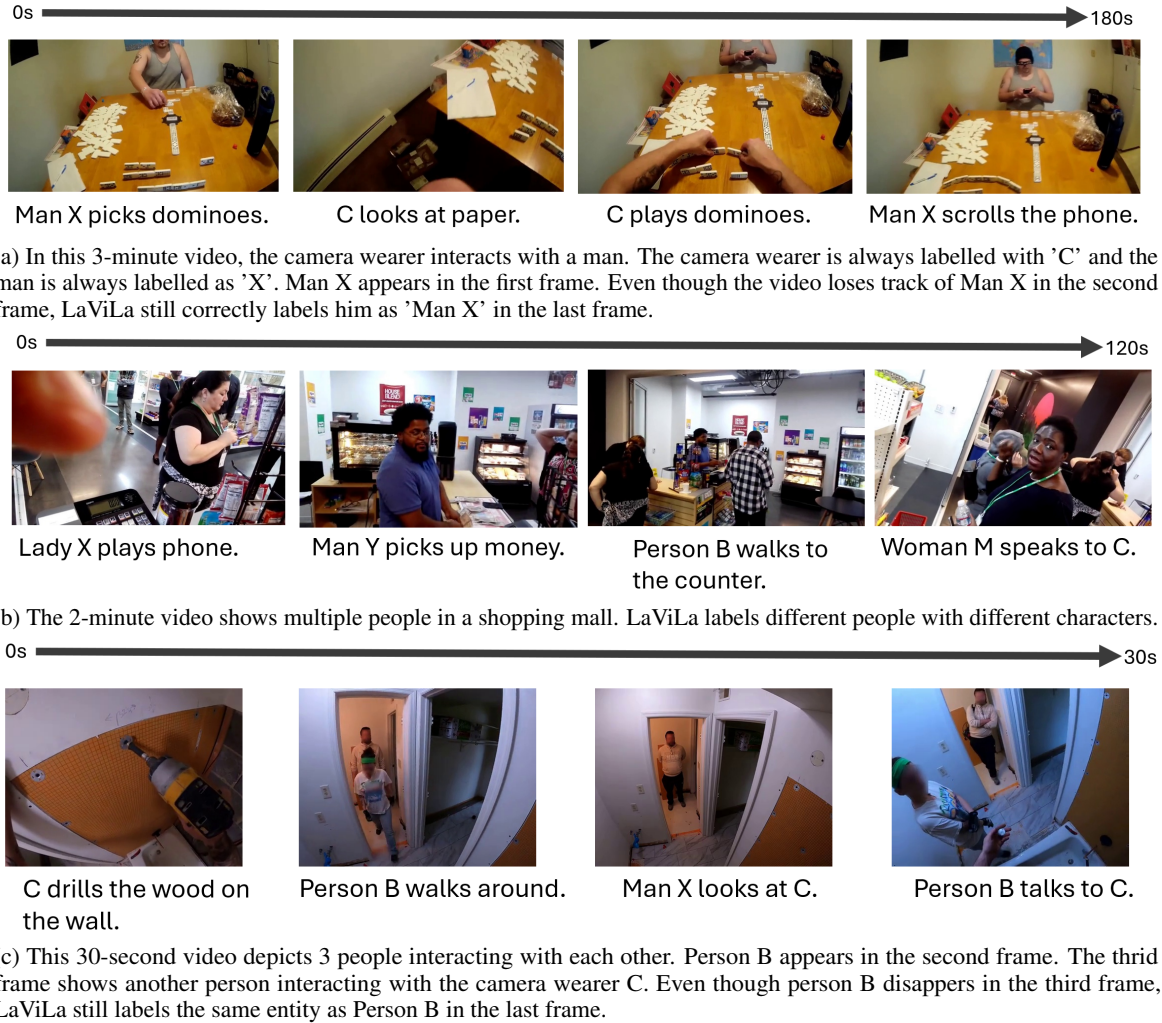 0s
180s
Man X picks dominoes.
C looks at paper.
C plays dominoes.
Man X scrolls the phone.
a) In this 3-minute video, the camera wearer interacts with a man. The camera wearer is always labelled with ’C’ and the
man is always labelled as ’X’. Man X appears in the first frame. Even though the video loses track of Man X in the second
frame, LaViLa still correctly labels him as ’Man X’ in the last frame.
0s
120s
HOUSE
BLEND
Lady X plays phone.
Man Y picks up money.
Person B walks to
the counter.
Woman M speaks to C.
b) The 2-minute video shows multiple people in a shopping mall. LaViLa labels different people with different characters.
0s
30s
C drills the wood on
the wall.
Person B walks around.
Man X looks at C.
Person B talks to C.
c) This 30-second video depicts 3 people interacting with each other. Person B appears in the second frame. The thrid
frame shows another person interacting with the camera wearer C. Even though person B disappers in the third frame,
LaViLa still labels the same entity as Person B in the last frame.